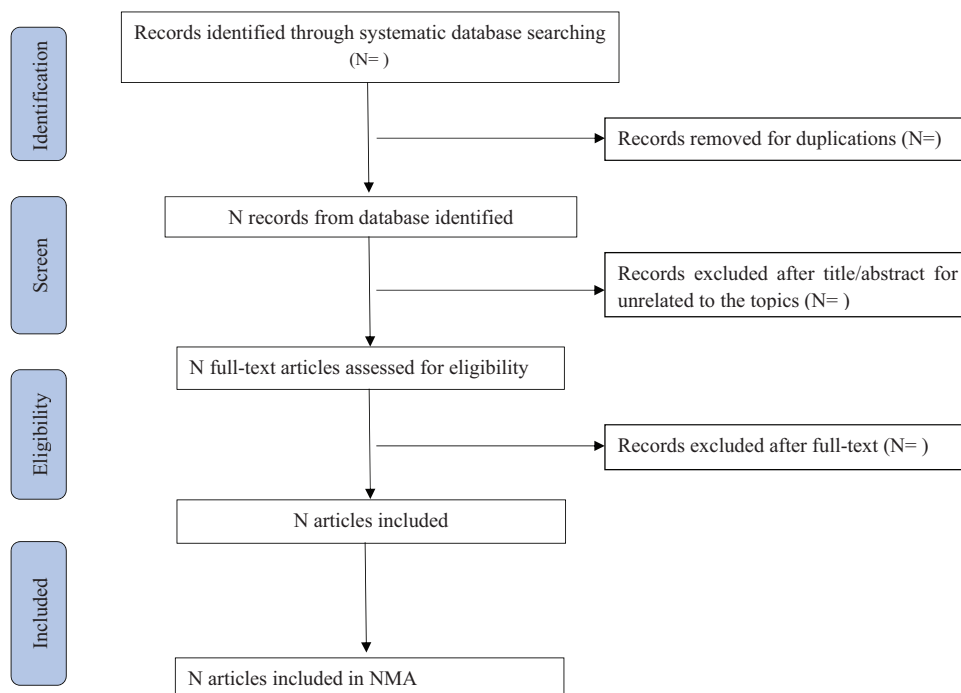 Identification
Records identified through systematic database searching
(N= )
Records removed for duplications (N=)
Screen
N records from database identified
Records excluded after title/abstract for
unrelated to the topics (N= )
Eligibility
N full-text articles assessed for eligibility
Records excluded after full-text (N= )
N articles included
Included
N articles included in NMA